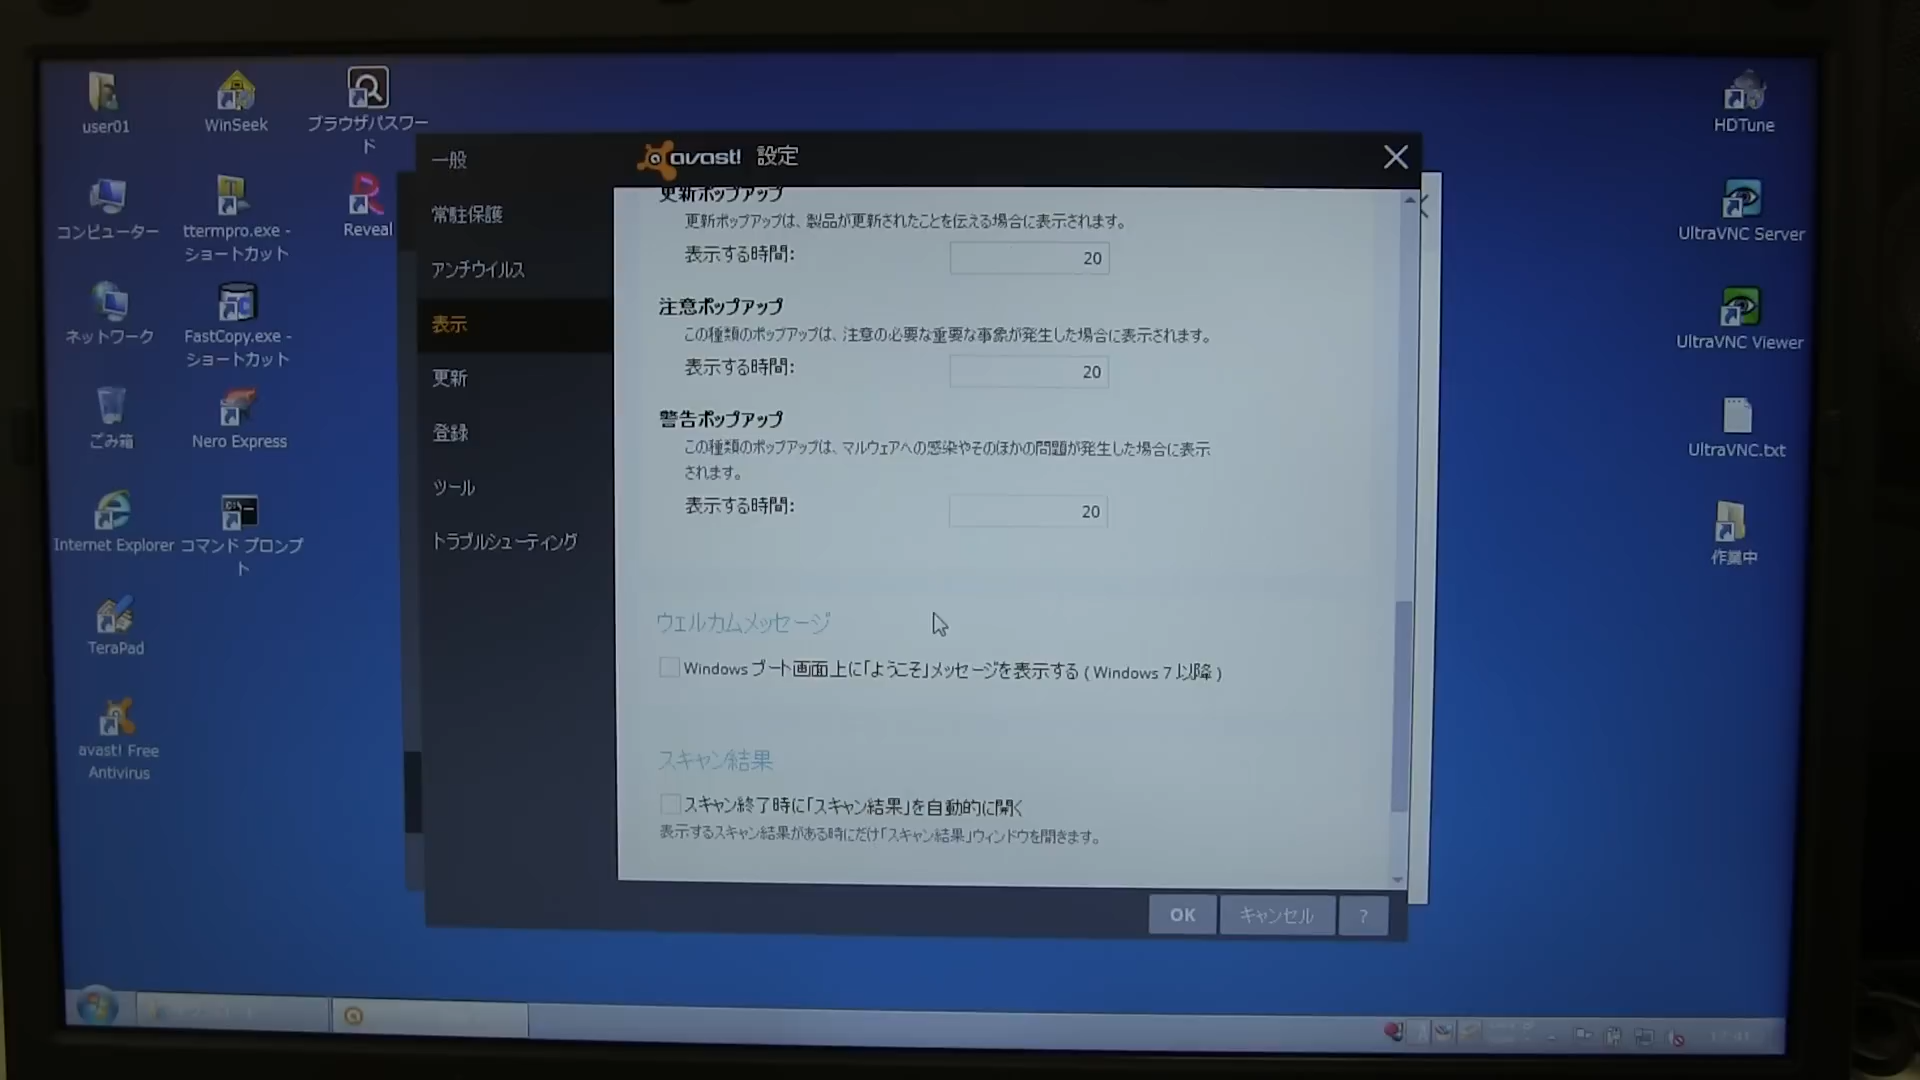 user01
WinSeek
ブラウザパスワー
ド
コンピューター
ttermpro.exe -
ショートカット
Reveal
ネットワーク
FastCopy.exe -
ショートカット
ごみ箱
Nero Express
Internet Explorer
コマンド プロンプ
ト
TeraPad
avast! Free
Antivirus
一般
常駐保護
アンチウイルス
表示
更新
登録
ツール
トラブルシューティング
avast! 設定
更新ポップアップ
更新ポップアップは、製品が更新されたことを伝える場合に表示されます。
表示する時間: 20
注意ポップアップ
この種類のポップアップは、注意の必要な重要な事象が発生した場合に表示されます。
表示する時間: 20
警告ポップアップ
この種類のポップアップは、マルウェアへの感染やそのほかの問題が発生した場合に表示
されます。
表示する時間: 20
ウェルカムメッセージ
Windows ブート画面上に「ようこそ」メッセージを表示する ( Windows 7 以降 )
スキャン結果
スキャン終了時に「スキャン結果」を自動的に開く
表示するスキャン結果がある時にだけ「スキャン結果」ウィンドウを開きます。
OK
キャンセル
?
HDTune
UltraVNC Server
UltraVNC Viewer
UltraVNC.txt
作業中